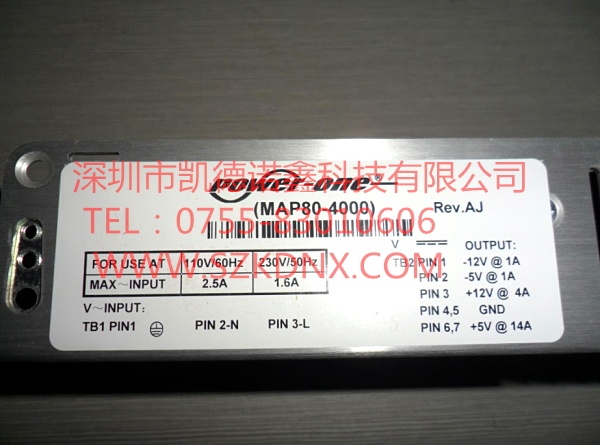 深圳市凯德诺鑫科技有限公司
power-one®
(MAP80-4000) Rev.AJ
TEL：0755-83010606
WWW.SZKDNX.COM
FOR USE AT 110V/60Hz 230V/50Hz
MAX～INPUT 2.5A 1.6A
V～INPUT:
TB1 PIN1 PIN 2-N PIN 3-L
V OUTPUT:
TB2 PIN 1 -12V @ 1A
PIN 2 -5V @ 1A
PIN 3 +12V @ 4A
PIN 4,5 GND
PIN 6,7 +5V @ 14A